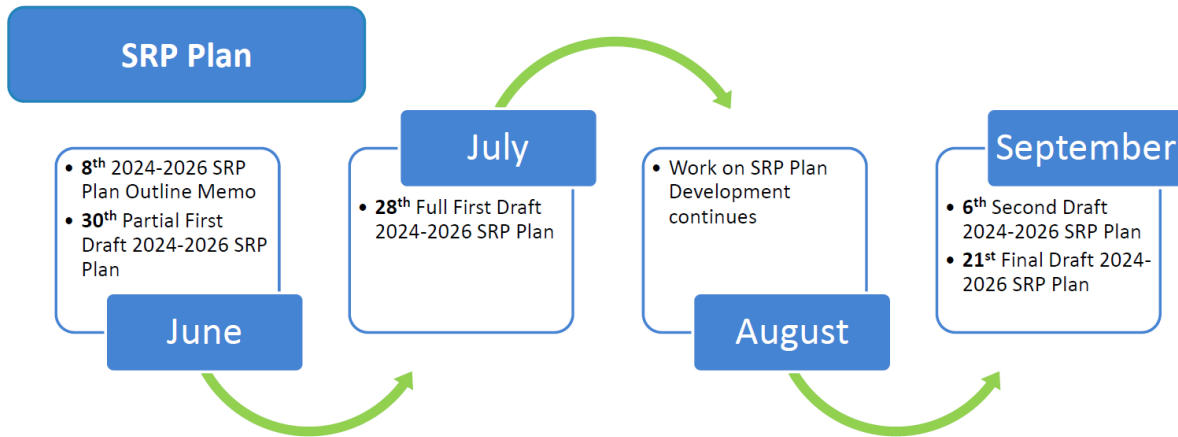 SRP Plan
June
• 8th 2024-2026 SRP
Plan Outline Memo
• 30th Partial First
Draft 2024-2026 SRP
Plan
July
• 28th Full First Draft
2024-2026 SRP Plan
August
• Work on SRP Plan
Development
continues
September
• 6th Second Draft
2024-2026 SRP Plan
• 21st Final Draft 2024-
2026 SRP Plan